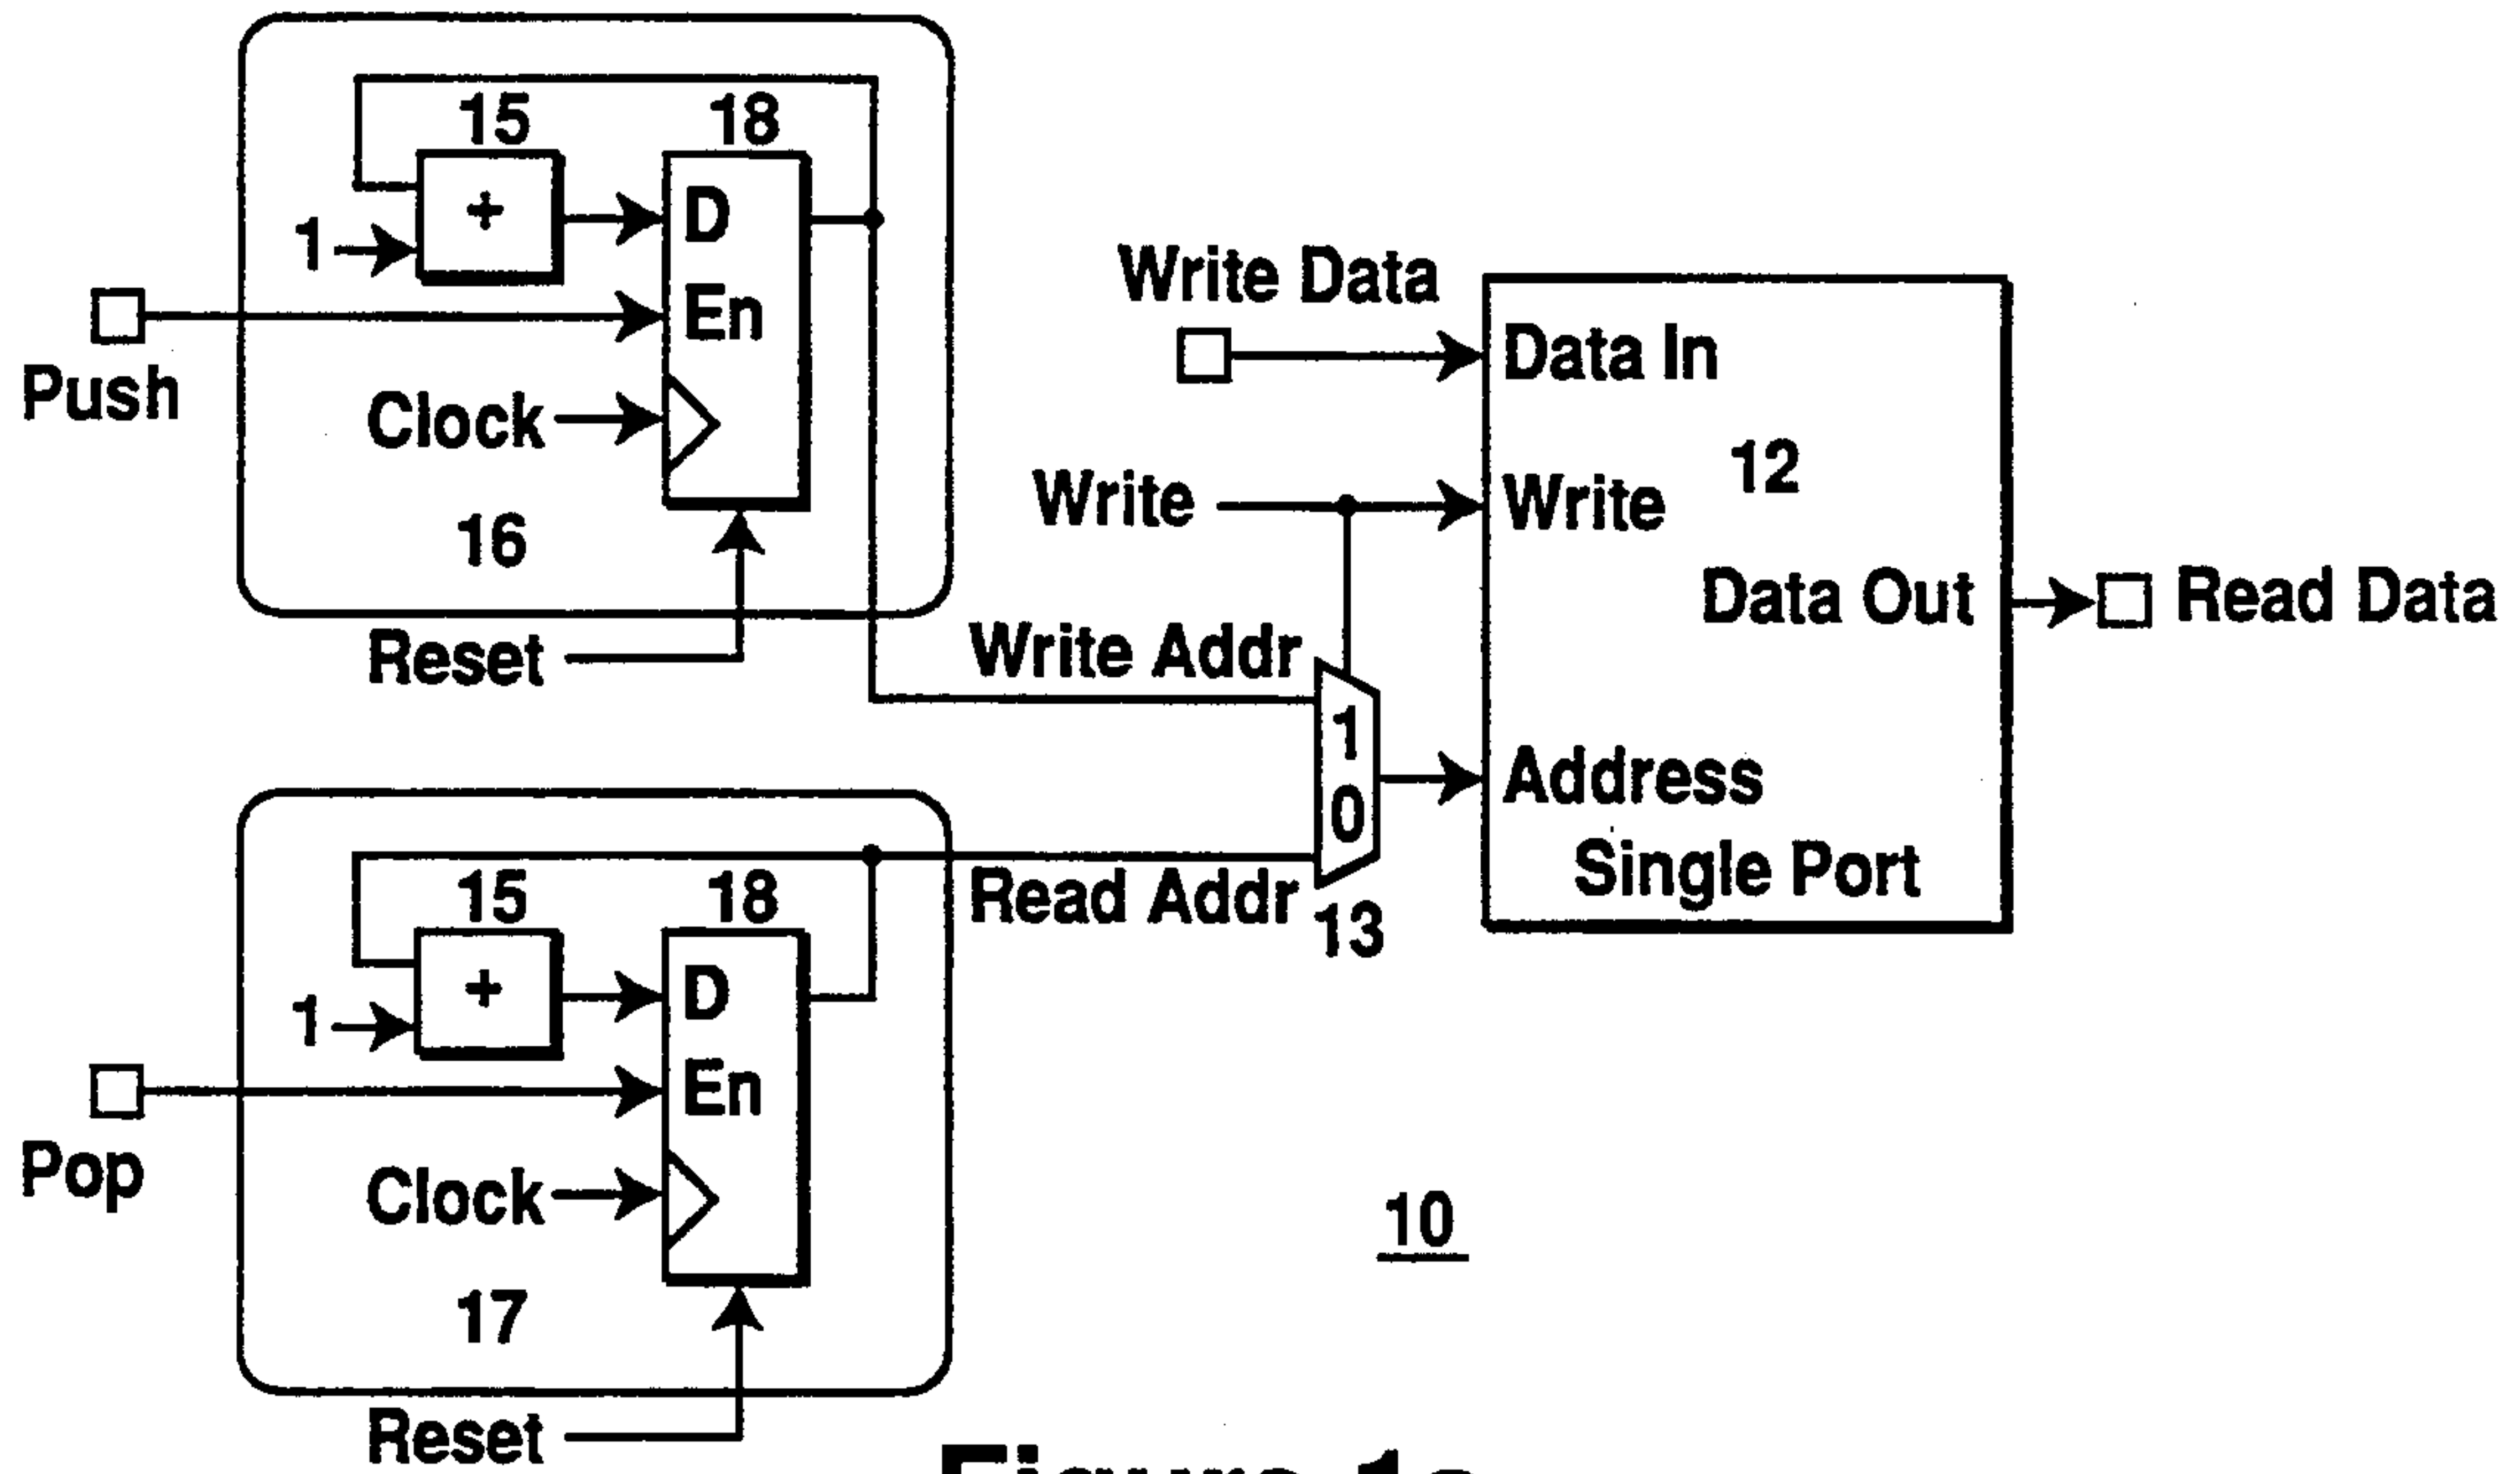 15
18
+
D
1
En
Push
Clock
16
Reset
Write Data
Data In
12
Write
Write
Data Out
Read Data
Write Addr
1
0
Address
Single Port
13
Read Addr
15
18
+
D
1
En
Pop
Clock
17
Reset
10